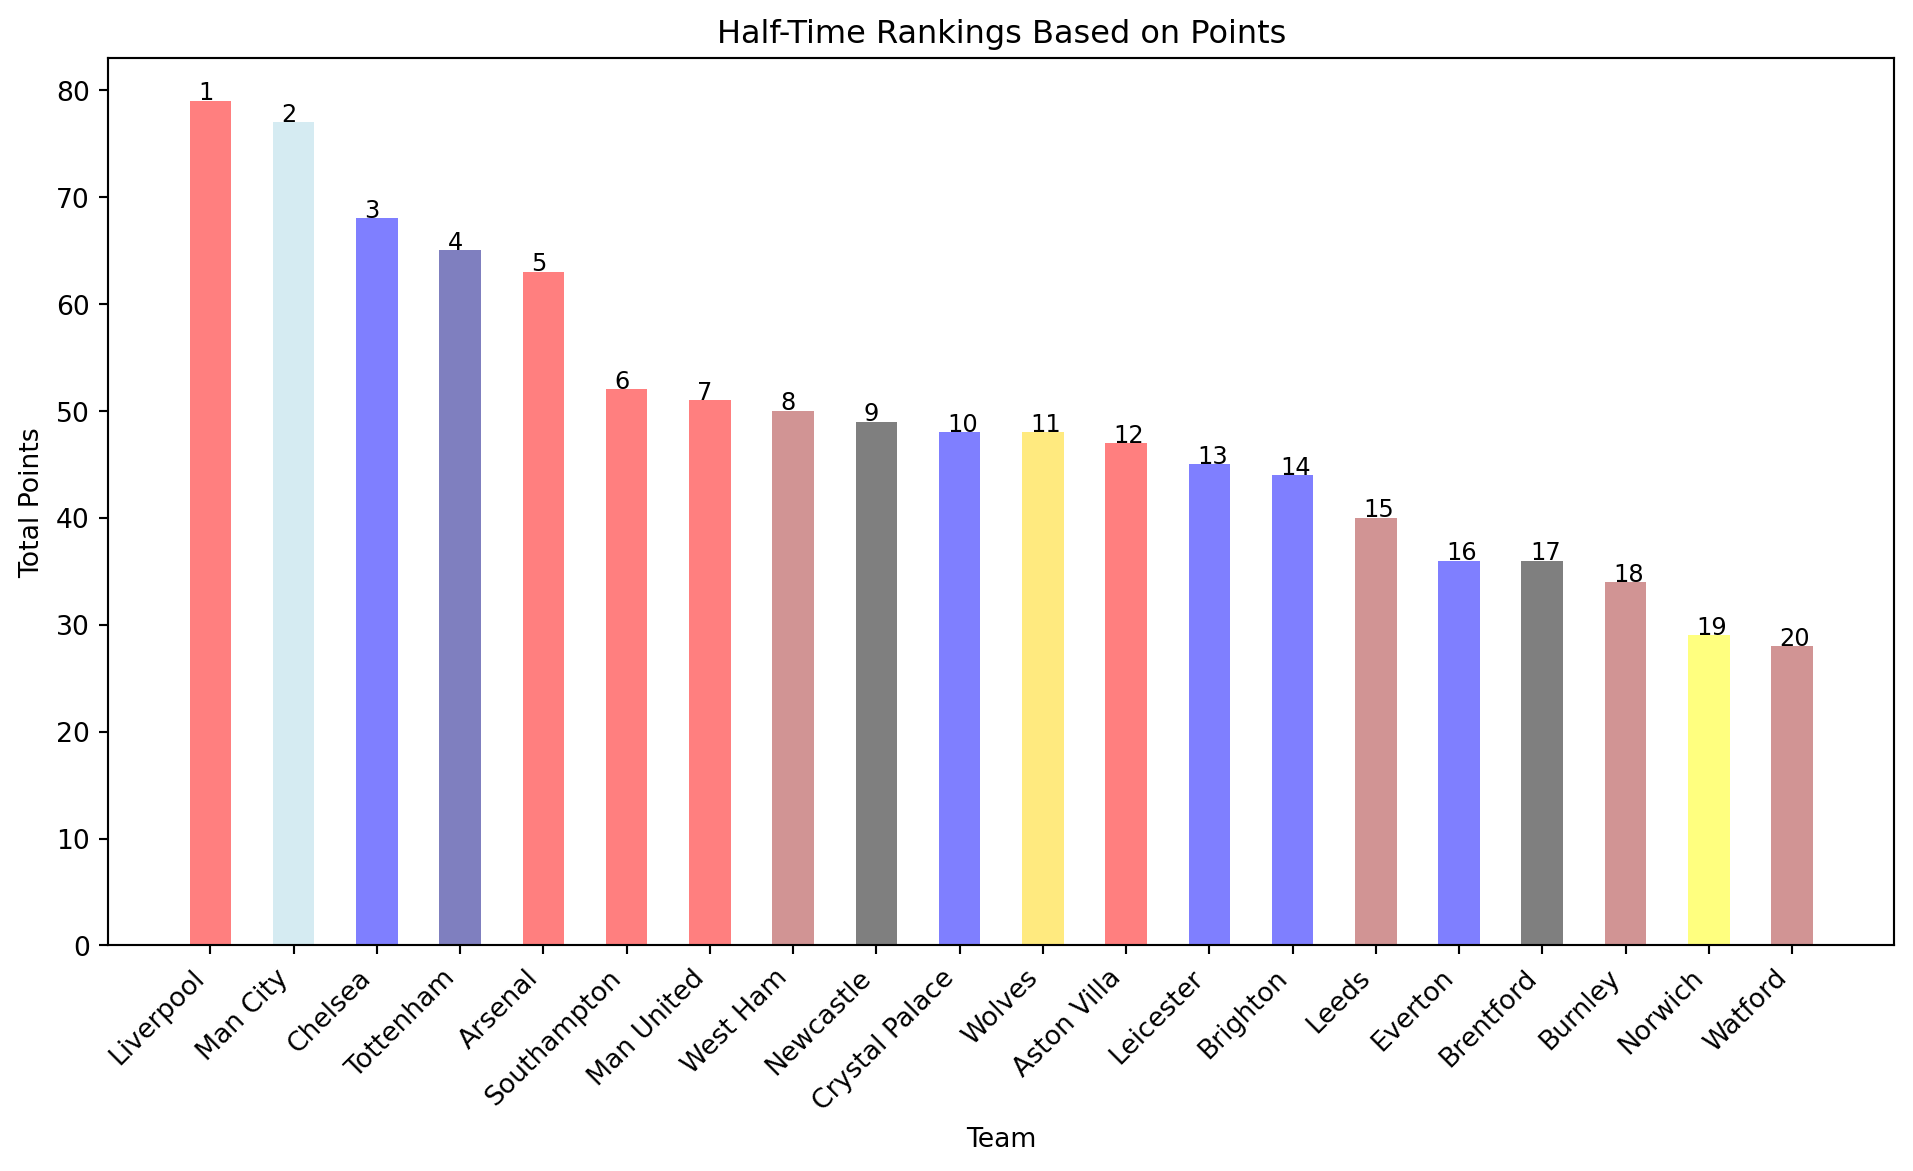 Half-Time Rankings Based on Points
Total Points
80
70
60
50
40
30
20
10
0
1
2
3
4
5
6
7
8
9
10
11
12
13
14
15
16
17
18
19
20
Liverpool
Man City
Chelsea
Tottenham
Arsenal
Southampton
Man United
West Ham
Newcastle
Crystal Palace
Wolves
Aston Villa
Leicester
Brighton
Leeds
Everton
Brentford
Burnley
Norwich
Watford
Team